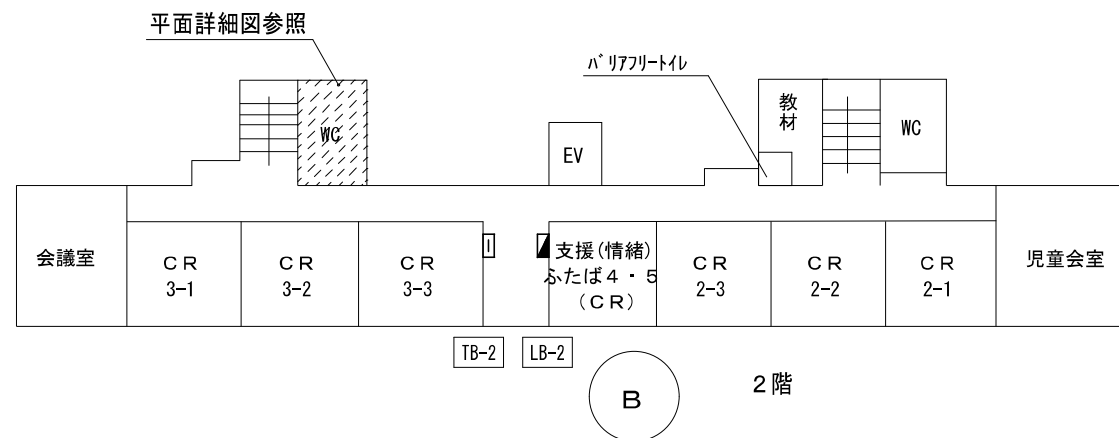 平面詳細図参照
バリアフリートイレ
教材
WC
WC
EV
会議室
CR
3-1
CR
3-2
CR
3-3
支援(情緒)
ふたば4・5
(CR)
CR
2-3
CR
2-2
CR
2-1
児童会室
TB-2
LB-2
B
2階